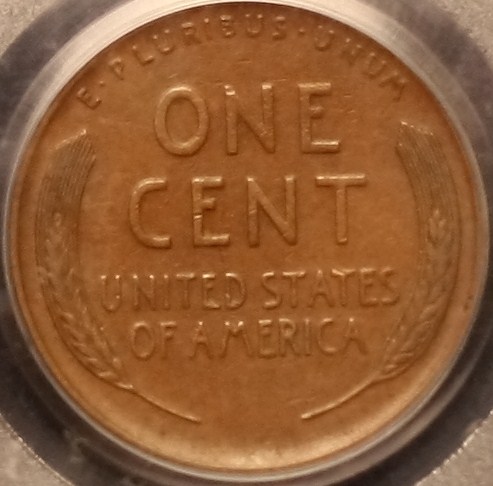 E·PLURIBUS·UNUM
ONE
CENT
UNITED STATES
OF AMERICA